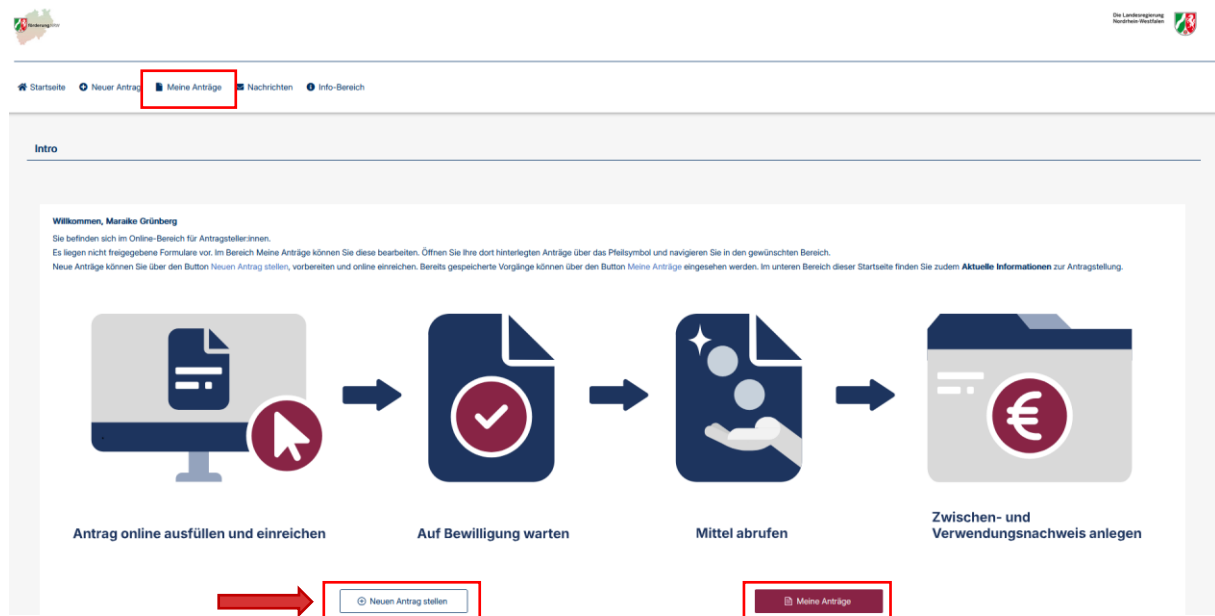 förderung.NRW
Die Landesregierung
Nordrhein-Westfalen
Startseite Neuer Antrag Meine Anträge Nachrichten Info-Bereich
Intro
Willkommen, Maraike Grünberg
Sie befinden sich im Online-Bereich für Antragsteller:innen.
Es liegen nicht freigegebene Formulare vor. Im Bereich Meine Anträge können Sie diese bearbeiten. Öffnen Sie Ihre dort hinterlegten Anträge über das Pfeilsymbol und navigieren Sie in den gewünschten Bereich.
Neue Anträge können Sie über den Button Neuen Antrag stellen, vorbereiten und online einreichen. Bereits gespeicherte Vorgänge können über den Button Meine Anträge eingesehen werden. Im unteren Bereich dieser Startseite finden Sie zudem Aktuelle Informationen zur Antragstellung.
€
Antrag online ausfüllen und einreichen
Auf Bewilligung warten
Mittel abrufen
Zwischen- und
Verwendungsnachweis anlegen
Neuen Antrag stellen
Meine Anträge